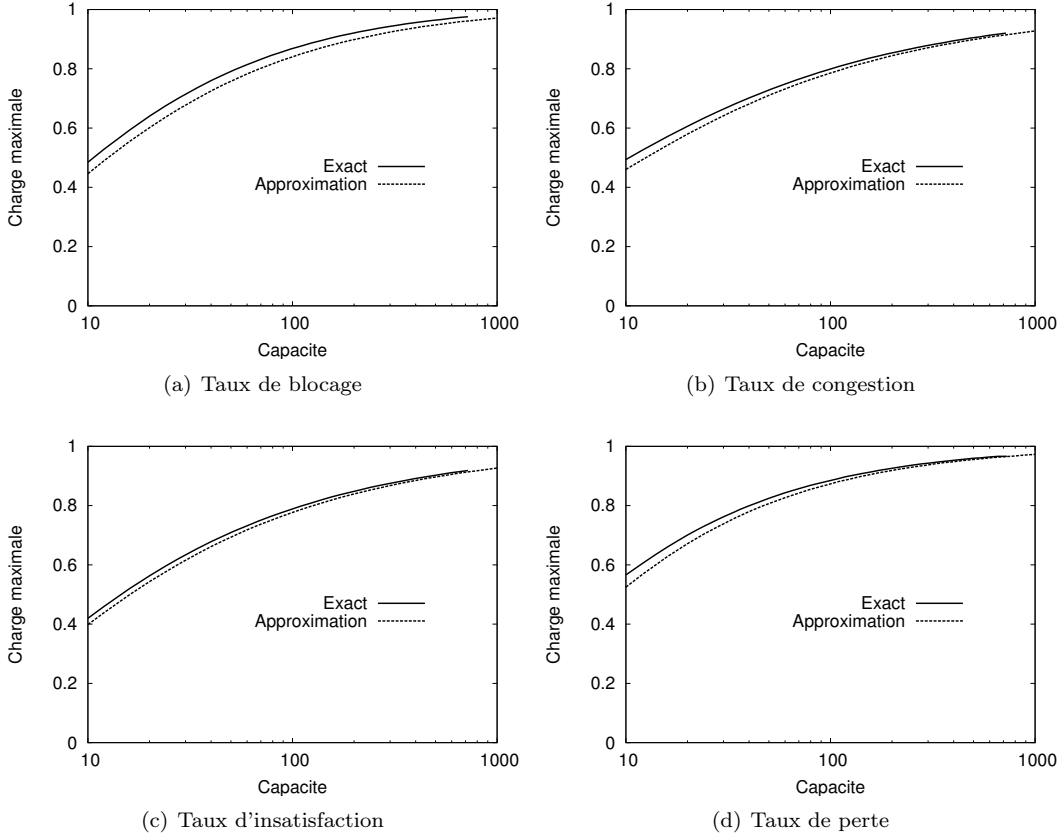 1
0.8
0.6
0.4
0.2
0
Charge maximale
Exact
Approximation
10
100
1000
Capacite
(a) Taux de blocage
1
0.8
0.6
0.4
0.2
0
Charge maximale
Exact
Approximation
10
100
1000
Capacite
(b) Taux de congestion
1
0.8
0.6
0.4
0.2
0
Charge maximale
Exact
Approximation
10
100
1000
Capacite
(c) Taux d'insatisfaction
1
0.8
0.6
0.4
0.2
0
Charge maximale
Exact
Approximation
10
100
1000
Capacite
(d) Taux de perte